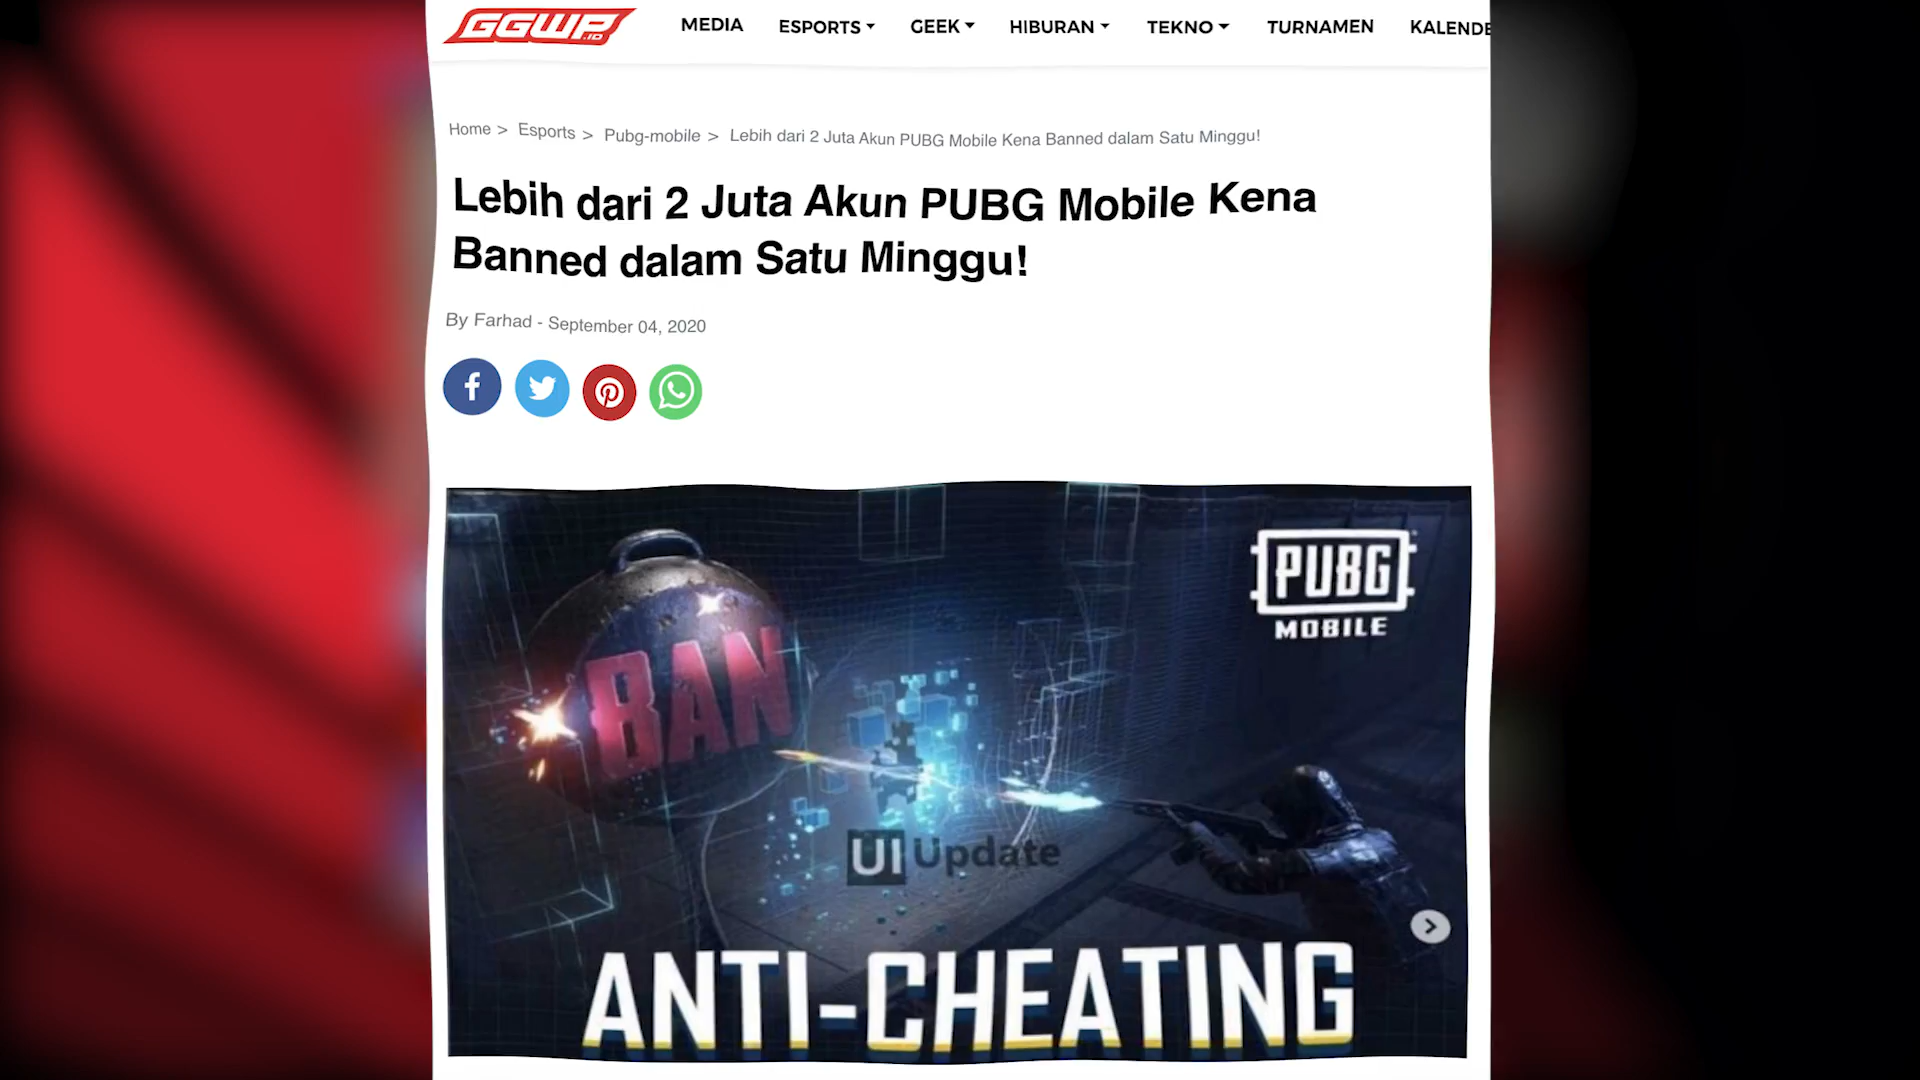 GGWP.ID
MEDIA ESPORTS GEEK HIBURAN TEKNO TURNAMEN KALENDE
Home > Esports > Pubg-mobile > Lebih dari 2 Juta Akun PUBG Mobile Kena Banned dalam Satu Minggu!
Lebih dari 2 Juta Akun PUBG Mobile Kena
Banned dalam Satu Minggu!
By Farhad - September 04, 2020
PUBG
MOBILE
BAN
UI Update
ANTI-CHEATING